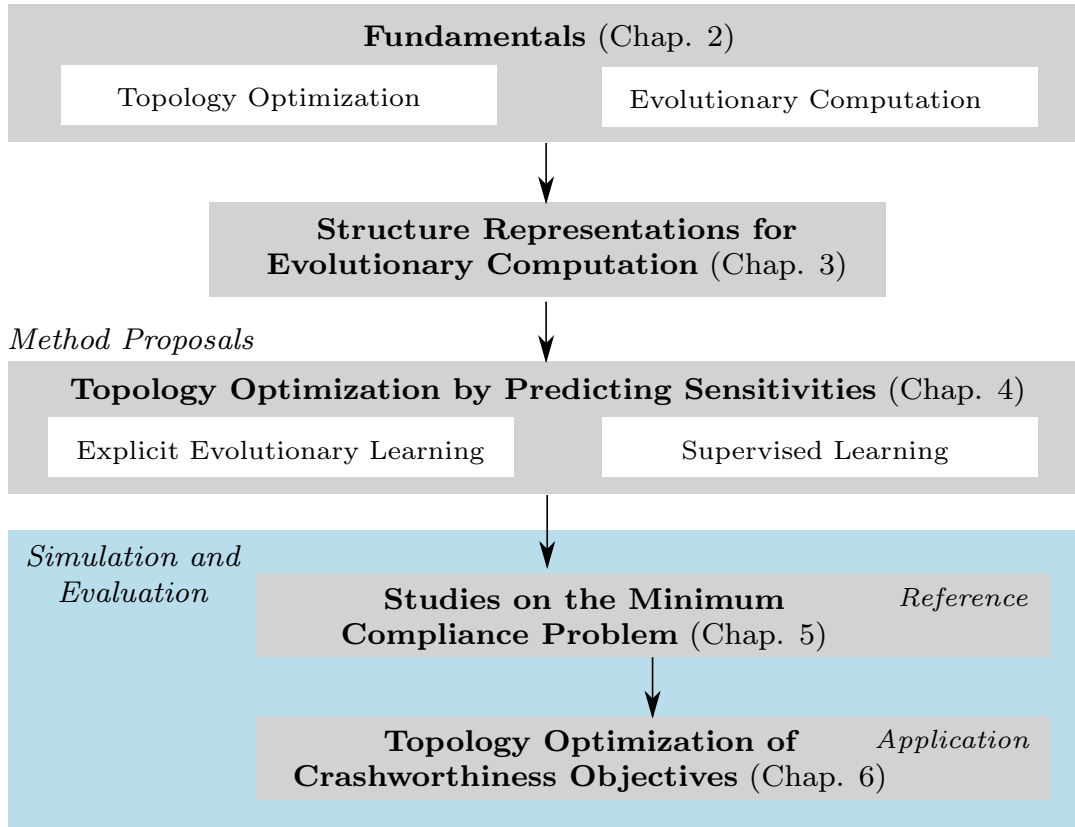 Fundamentals (Chap. 2)
Topology Optimization
Evolutionary Computation
Structure Representations for
Evolutionary Computation (Chap. 3)
Method Proposals
Topology Optimization by Predicting Sensitivities (Chap. 4)
Explicit Evolutionary Learning
Supervised Learning
Simulation and
Evaluation
Studies on the Minimum
Compliance Problem (Chap. 5)
Reference
Topology Optimization of
Crashworthiness Objectives (Chap. 6)
Application